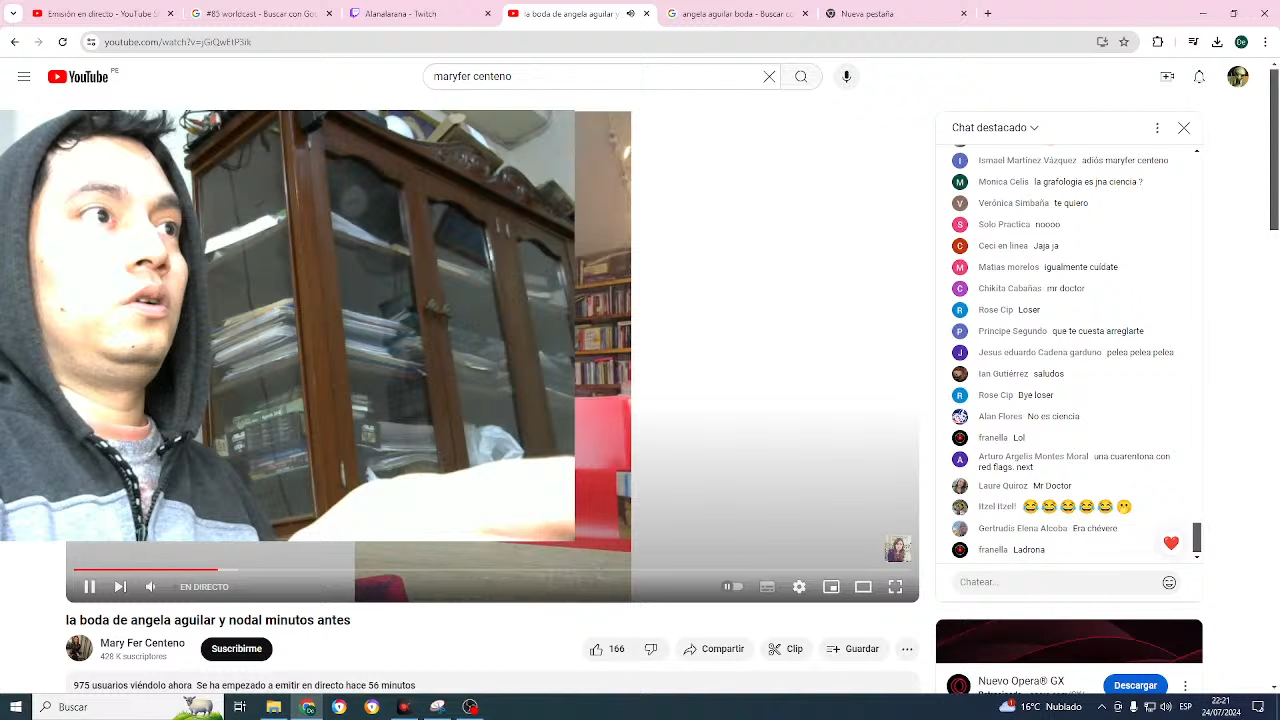 Envivo directo - YouTube
#85 worldcast - Buscar con Goo
Alanalarana - Twitch
la boda de angela aguilar y
angela aguilar boda - Buscar co
Nueva pestaña
youtube.com/watch?v=jGiQwEtP3ik
De
YouTube PE
maryfer centeno
Chat destacado
Ismael Martínez Vázquez adiós maryfer centeno
Monica Celis la grafologia es jna ciencia ?
Verónica Simbaña te quiero
Solo Practica noooo
Ceci en linea Jaja ja
Matias morelos igualmente cuídate
Chikita Cabañas mr doctor
Rose Cip Loser
Principe Segundo que te cuesta arreglarte
Jesus eduardo Cadena garduno pelea pelea pelea
Ian Gutiérrez saludos
Rose Cip Bye loser
Alan Flores No es ciencia
franella Lol
Arturo Argelis Montes Moral una cuarentona con
red flags. next
Laure Quiroz Mr Doctor
Itzel Itzel! 😂😂😂😂😂🤭
Gertrudis Elena Alcoba Era chévere
franella Ladrona
Chatear...
EN DIRECTO
la boda de angela aguilar y nodal minutos antes
Mary Fer Centeno
428 K suscriptores
Suscribirme
166
Compartir
Clip
Guardar
975 usuarios viéndolo ahora Se ha empezado a emitir en directo hace 56 minutos
Nuevo Opera® GX
Descargar
Buscar
16°C Nublado
ESP
22:21
24/07/2024